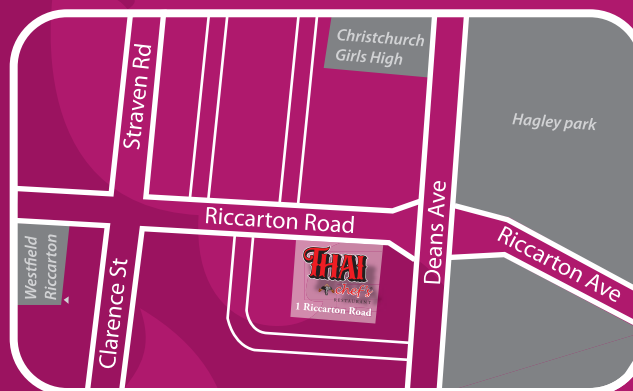 Christchurch
Girls High
Straven Rd
Hagley park
Riccarton Road
Deans Ave
Riccarton Ave
Westfield
Riccarton
Clarence St
THAI
chef's
RESTAURANT
1 Riccarton Road